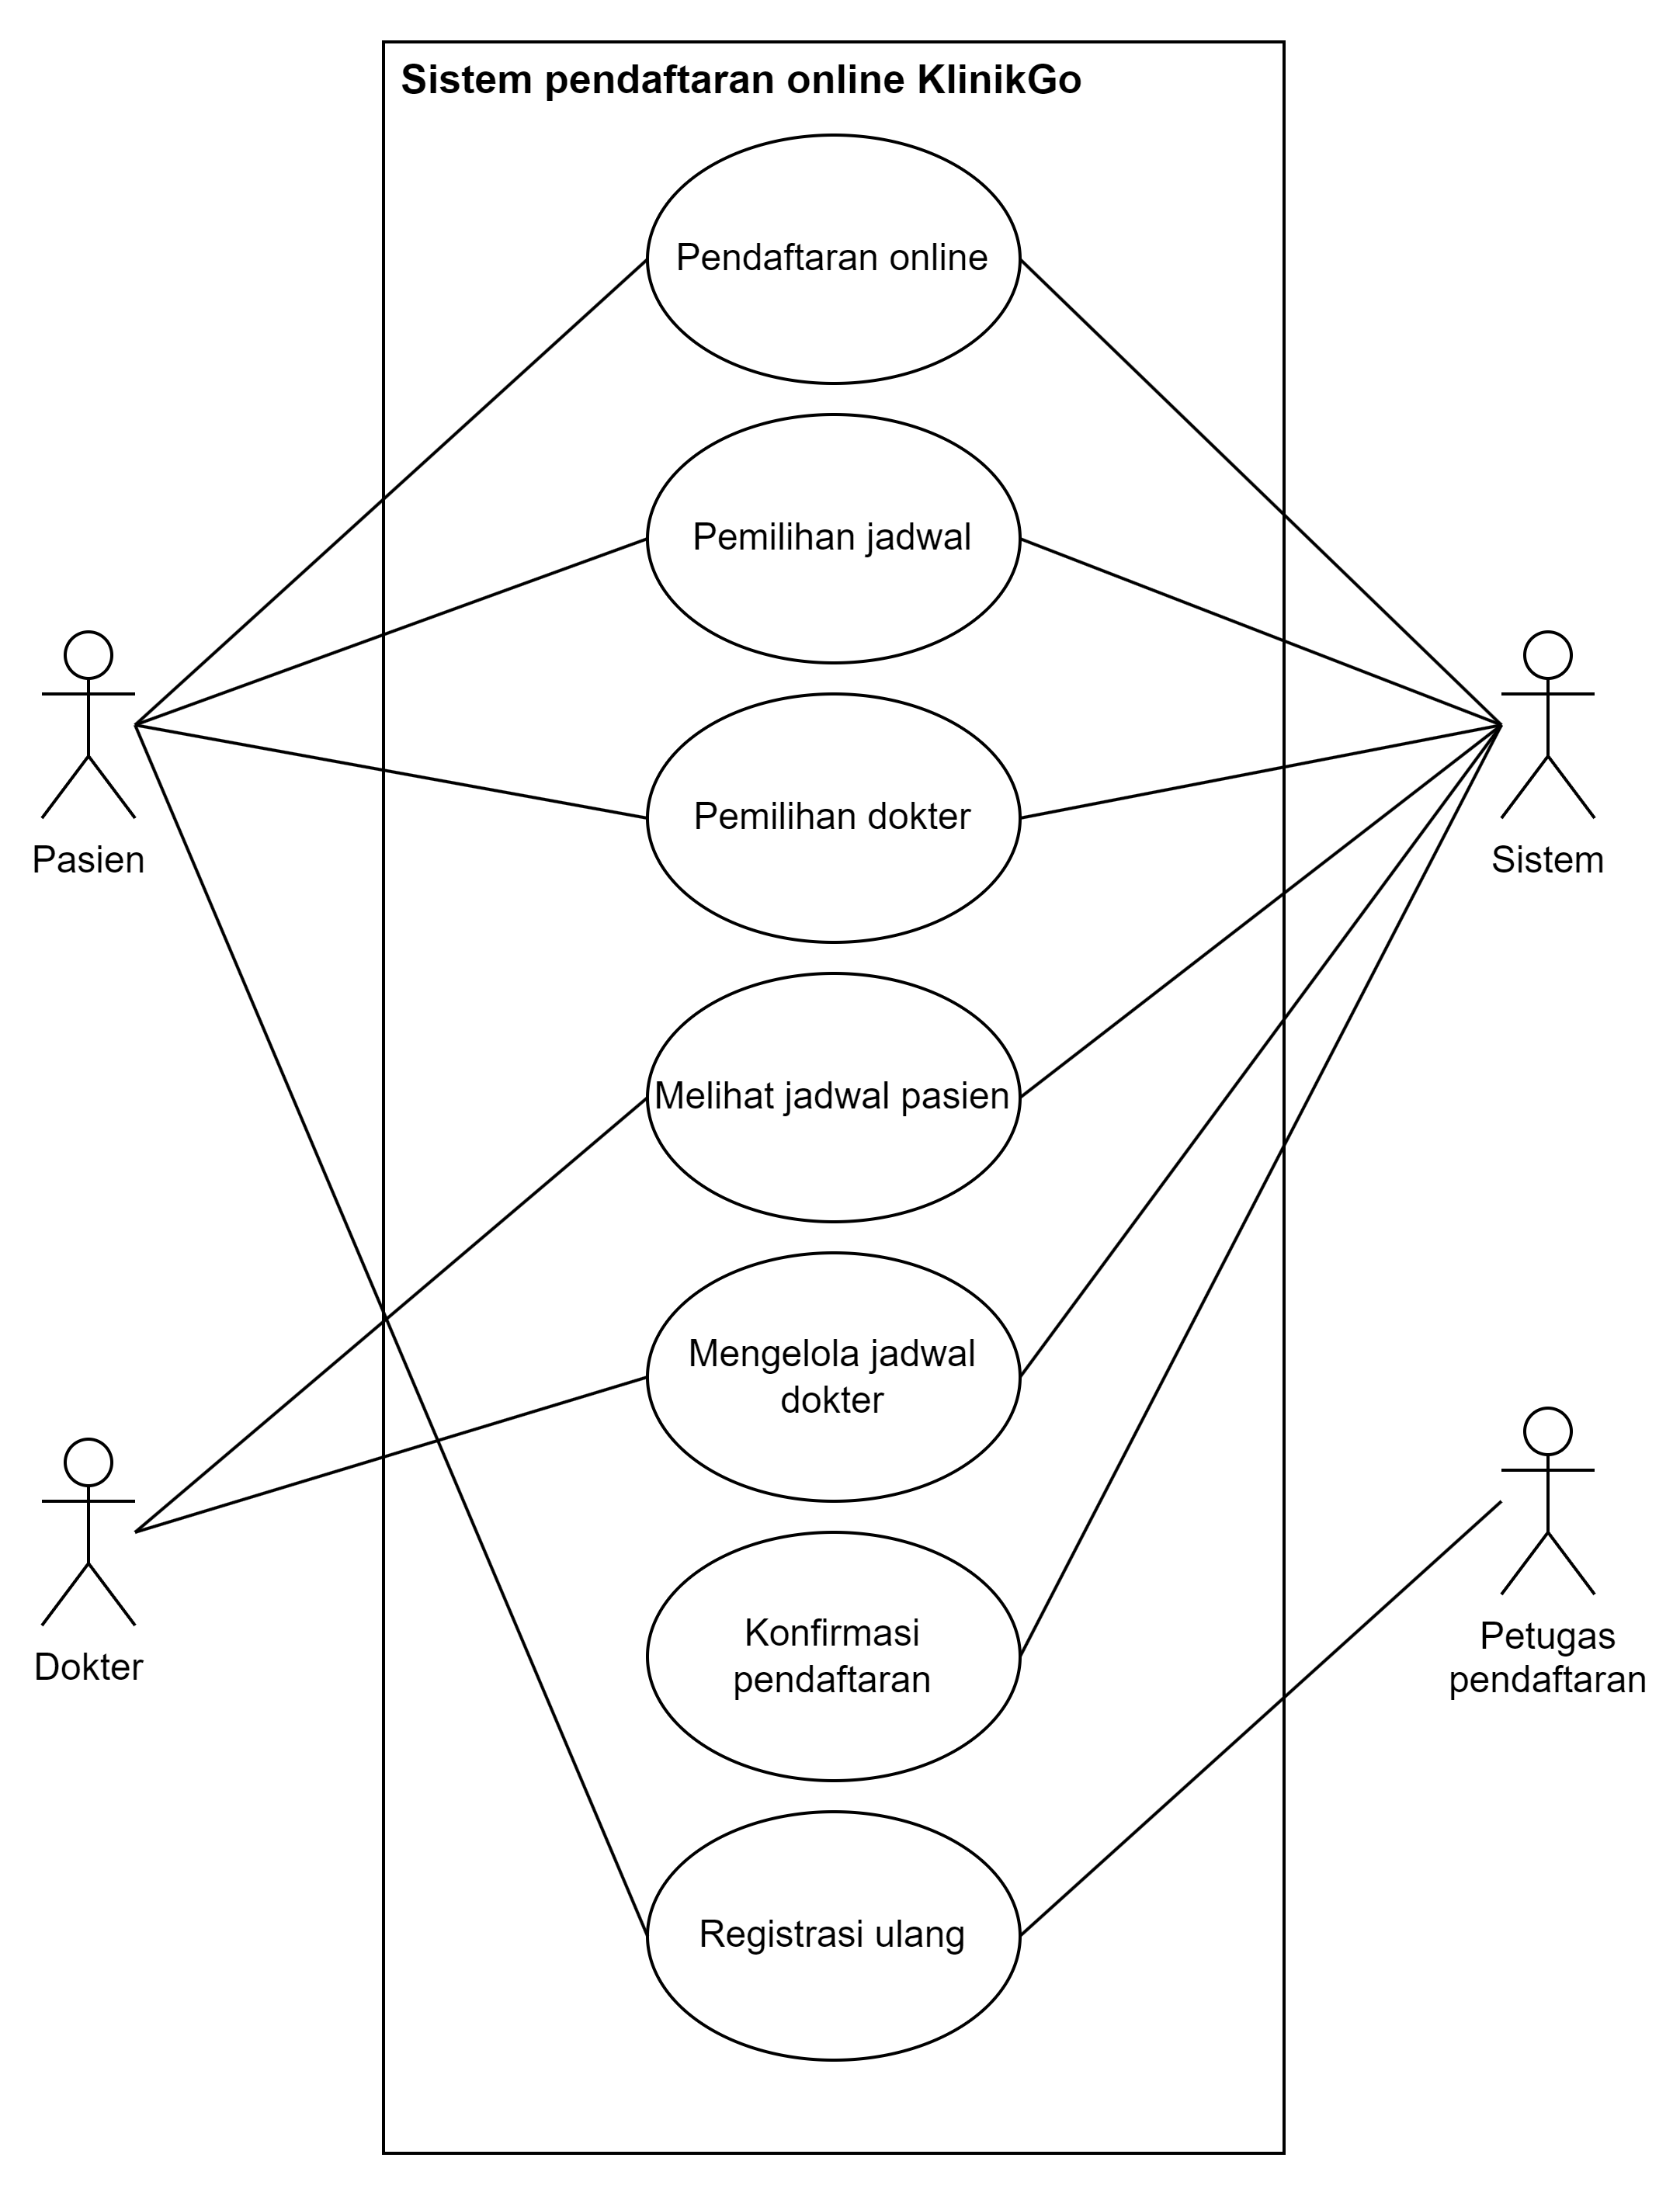 Sistem pendaftaran online KlinikGo
Pendaftaran online
Pemilihan jadwal
Pemilihan dokter
Pasien
Sistem
Melihat jadwal pasien
Mengelola jadwal
dokter
Dokter
Konfirmasi
pendaftaran
Petugas
pendaftaran
Registrasi ulang